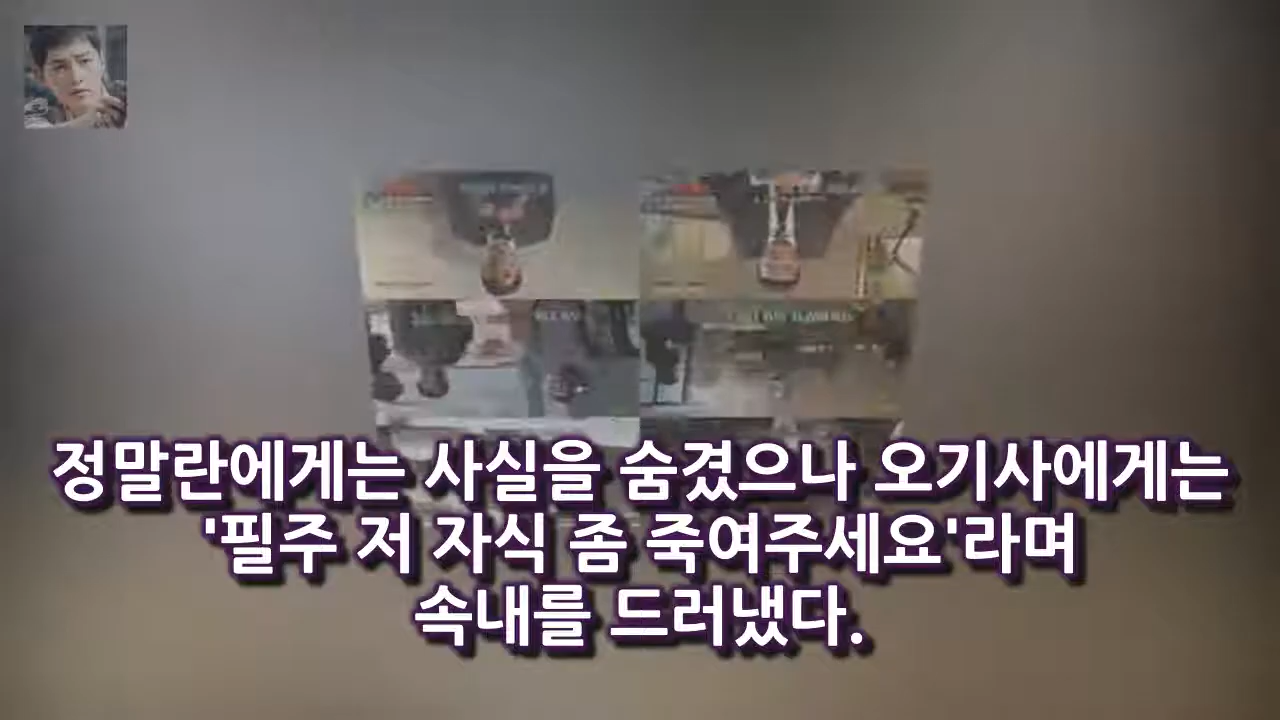 정말란에게는 사실을 숨겼으나 오기사에게는
'필주 저 자식 좀 죽여주세요'라며
속내를 드러냈다.